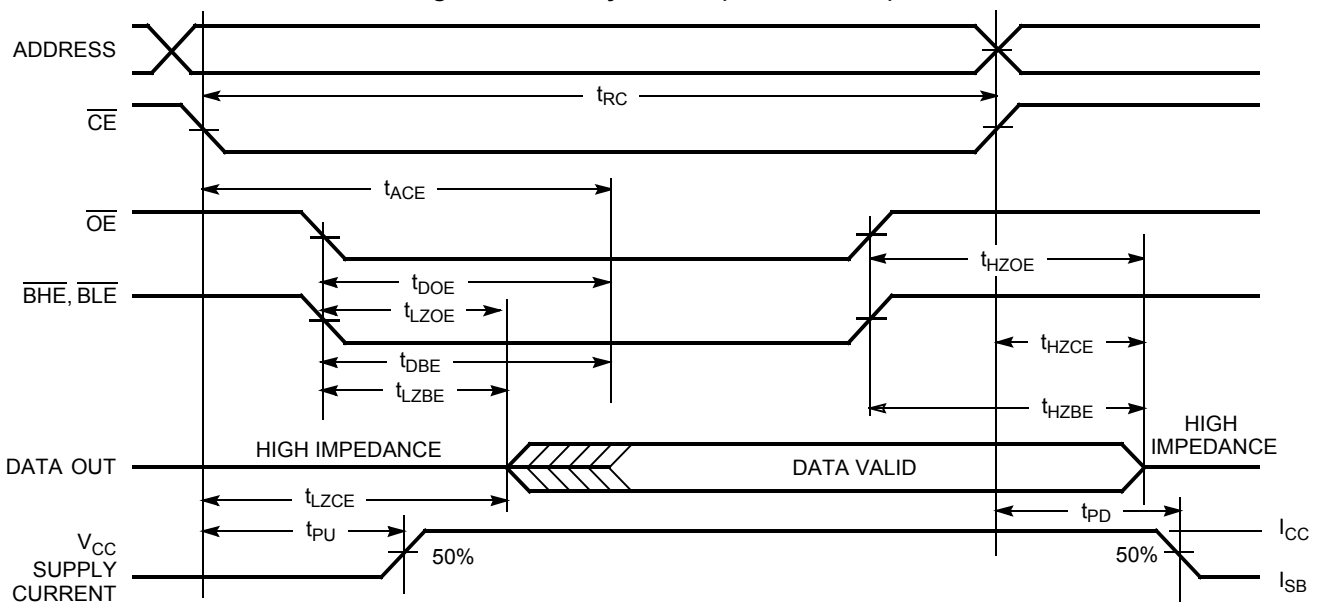 ADDRESS
tRC
CE
tACE
OE
tHZOE
tDOE
BHE, BLE
tLZOE
tHZCE
tDBE
tLZBE
tHZBE
HIGH IMPEDANCE
HIGH
IMPEDANCE
DATA OUT
DATA VALID
tLZCE
tPU
tPD
VCC
SUPPLY
CURRENT
50%
50%
ICC
ISB